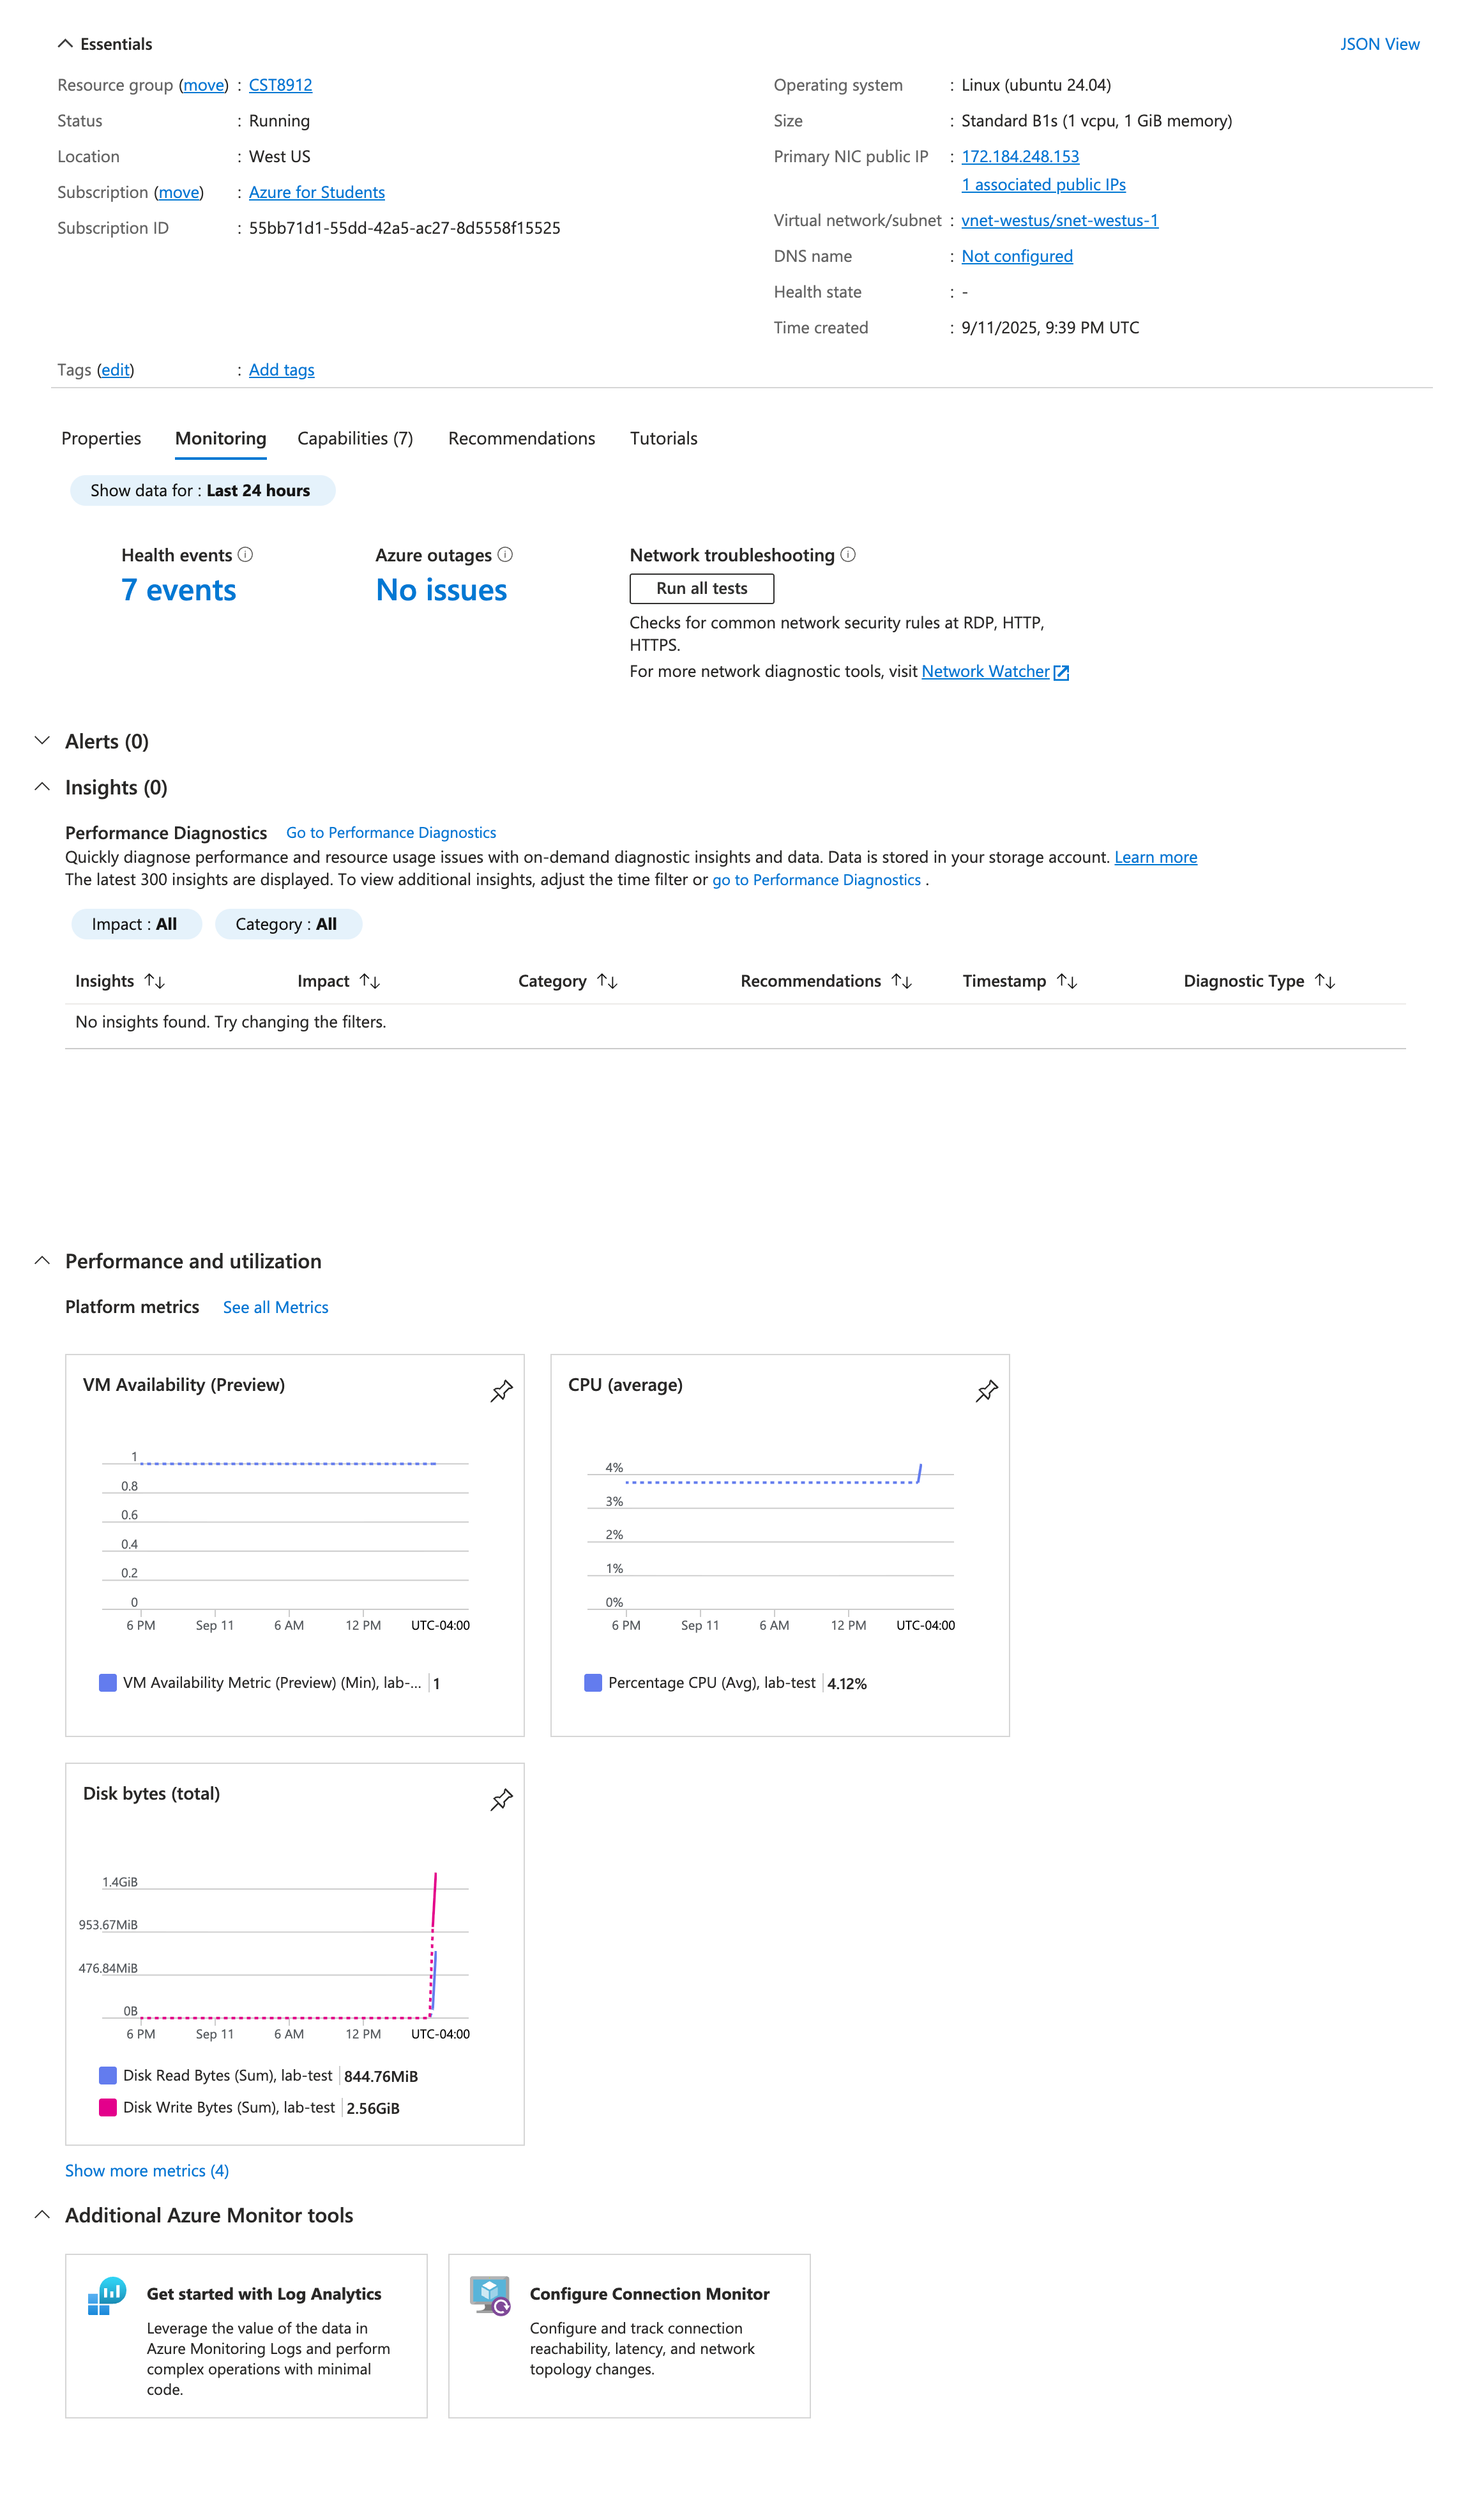 Essentials
JSON View
Resource group (move) : CST8912
Status : Running
Location : West US
Subscription (move) : Azure for Students
Subscription ID : 55bb71d1-55dd-42a5-ac27-8d5558f15525
Operating system : Linux (ubuntu 24.04)
Size : Standard B1s (1 vcpu, 1 GiB memory)
Primary NIC public IP : 172.184.248.153
1 associated public IPs
Virtual network/subnet : vnet-westus/snet-westus-1
DNS name : Not configured
Health state : -
Time created : 9/11/2025, 9:39 PM UTC
Tags (edit) : Add tags
Properties Monitoring Capabilities (7) Recommendations Tutorials
Show data for : Last 24 hours
Health events
7 events
Azure outages
No issues
Network troubleshooting
Run all tests
Checks for common network security rules at RDP, HTTP,
HTTPS.
For more network diagnostic tools, visit Network Watcher
Alerts (0)
Insights (0)
Performance Diagnostics Go to Performance Diagnostics
Quickly diagnose performance and resource usage issues with on-demand diagnostic insights and data. Data is stored in your storage account. Learn more
The latest 300 insights are displayed. To view additional insights, adjust the time filter or go to Performance Diagnostics .
Impact : All Category : All
Insights Impact Category Recommendations Timestamp Diagnostic Type
No insights found. Try changing the filters.
Performance and utilization
Platform metrics See all Metrics
VM Availability (Preview)
1
0.8
0.6
0.4
0.2
0
6 PM Sep 11 6 AM 12 PM UTC-04:00
VM Availability Metric (Preview) (Min), lab-... 1
CPU (average)
4%
3%
2%
1%
0%
6 PM Sep 11 6 AM 12 PM UTC-04:00
Percentage CPU (Avg), lab-test 4.12%
Disk bytes (total)
1.4GiB
953.67MiB
476.84MiB
0B
6 PM Sep 11 6 AM 12 PM UTC-04:00
Disk Read Bytes (Sum), lab-test 844.76MiB
Disk Write Bytes (Sum), lab-test 2.56GiB
Show more metrics (4)
Additional Azure Monitor tools
Get started with Log Analytics
Leverage the value of the data in
Azure Monitoring Logs and perform
complex operations with minimal
code.
Configure Connection Monitor
Configure and track connection
reachability, latency, and network
topology changes.